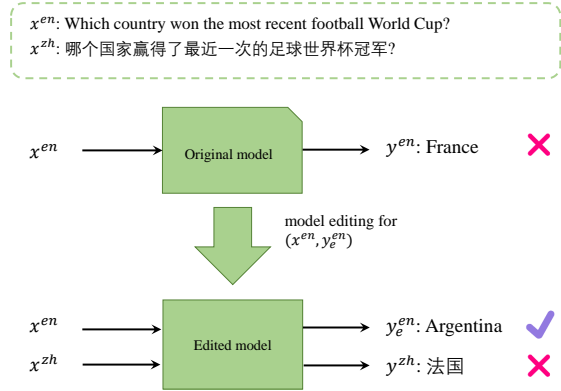 x^{en}: Which country won the most recent football World Cup?
x^{zh}: 哪个国家赢得了最近一次的足球世界杯冠军?
x^{en}
Original model
y^{en}: France
model editing for
(x^{en}, y_e^{en})
x^{en}
y_e^{en}: Argentina
Edited model
x^{zh}
y^{zh}: 法国